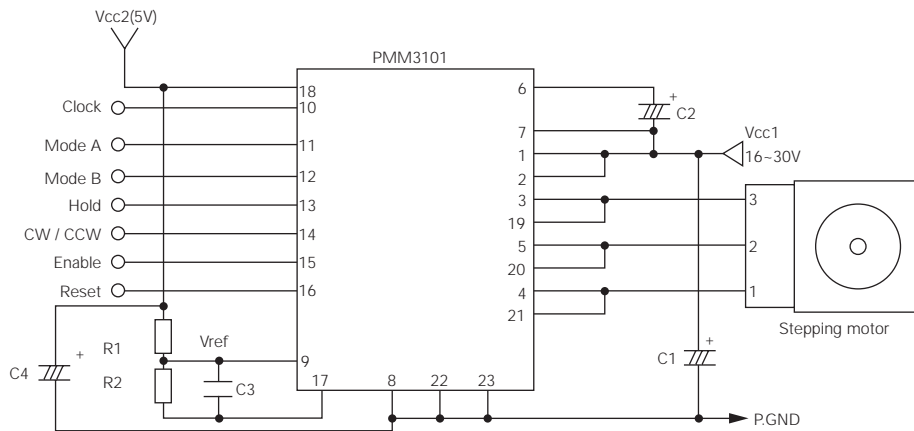 Vcc2(5V)
PMM3101
Clock
Mode A
Mode B
Hold
CW / CCW
Enable
Reset
18
10
11
12
13
14
15
16
9
17
8
22
23
6
7
1
2
3
19
5
20
4
21
+
C2
Vcc1
16~30V
3
2
1
Stepping motor
+
C1
P.GND
+
C4
R1
R2
Vref
C3